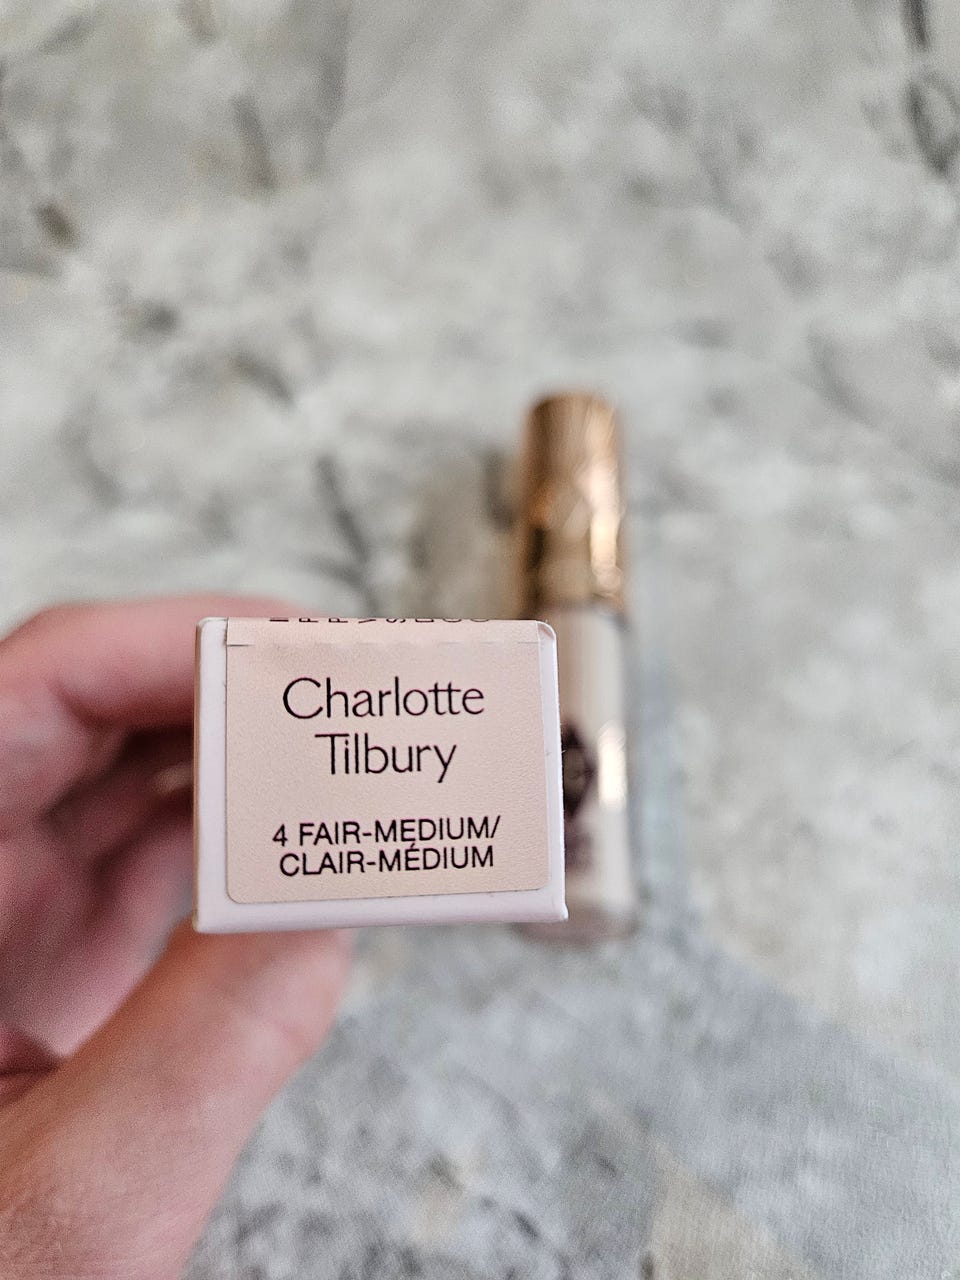 Charlotte
Tilbury
4 FAIR-MEDIUM/
CLAIR-MÉDIUM